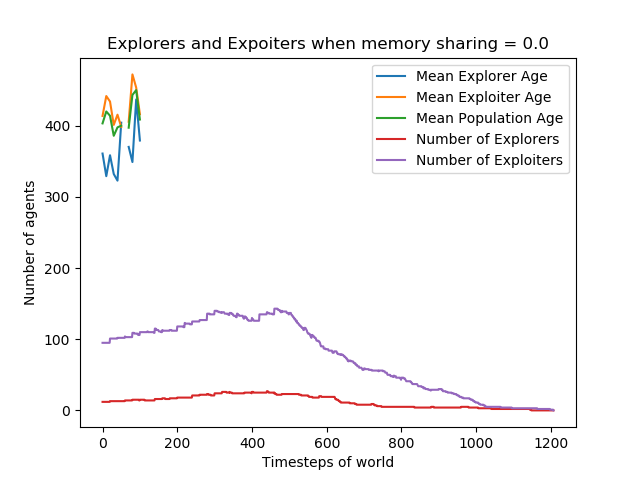 Explorers and Expoiters when memory sharing = 0.0
Mean Explorer Age
Mean Exploiter Age
Mean Population Age
Number of Explorers
Number of Exploiters
Number of agents
400
300
200
100
0
0 200 400 600 800 1000 1200
Timesteps of world